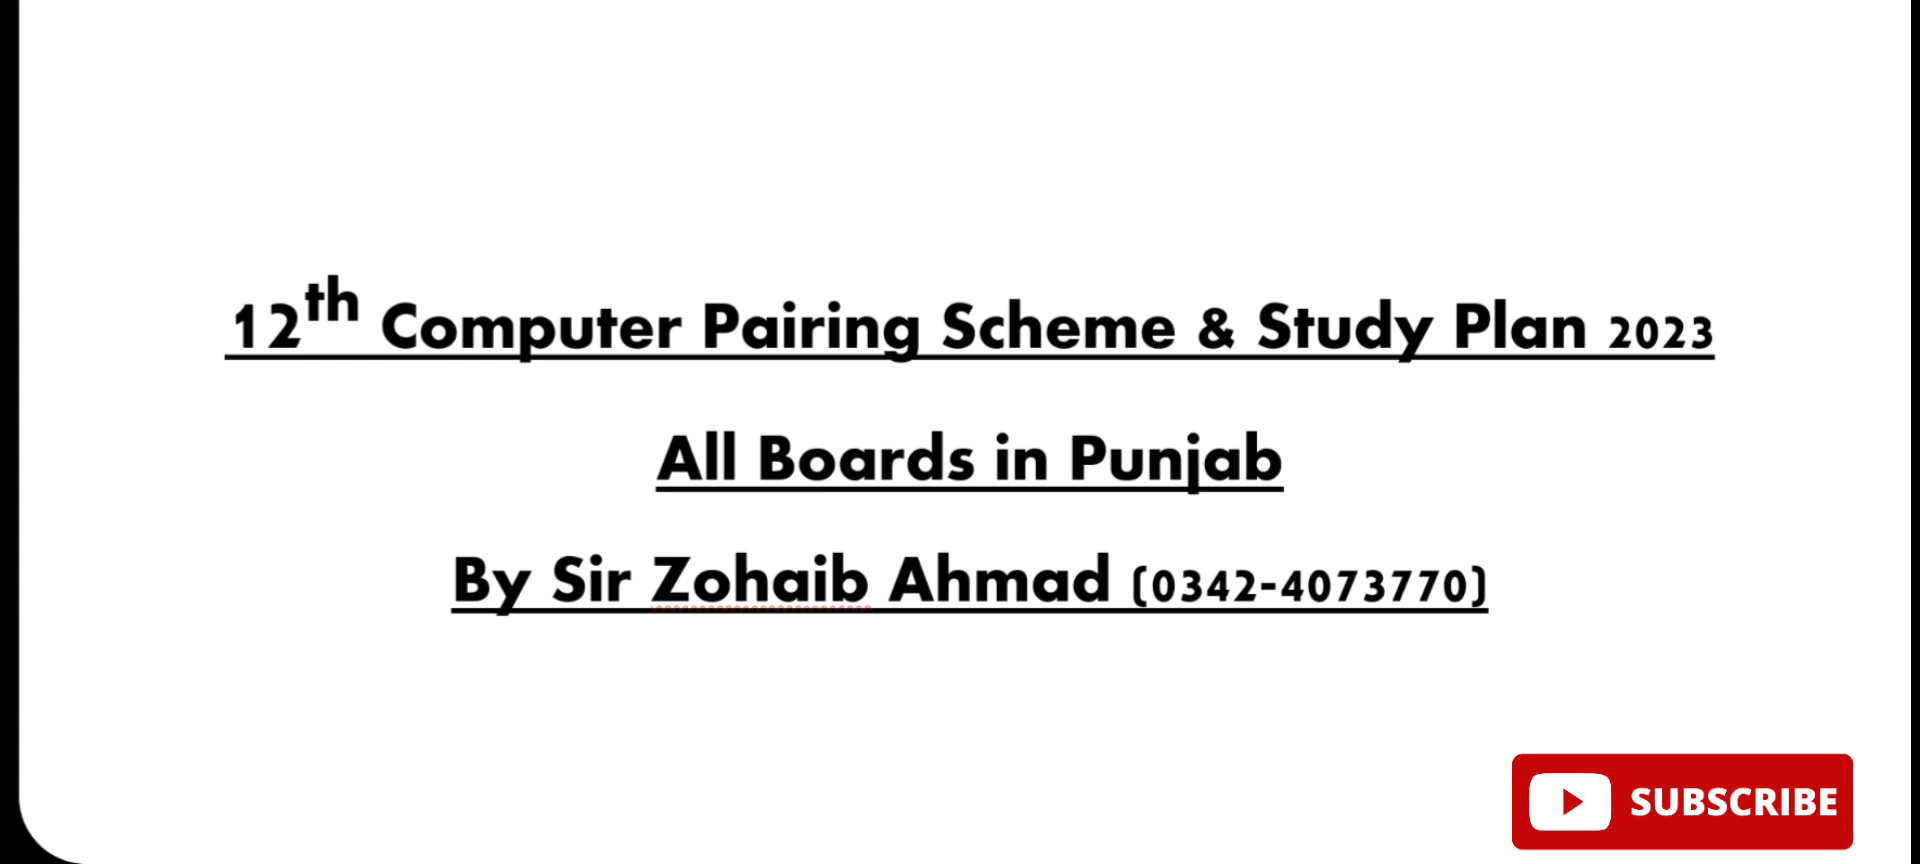 12th Computer Pairing Scheme & Study Plan 2023
All Boards in Punjab
By Sir Zohaib Ahmad (0342-4073770)
SUBSCRIBE